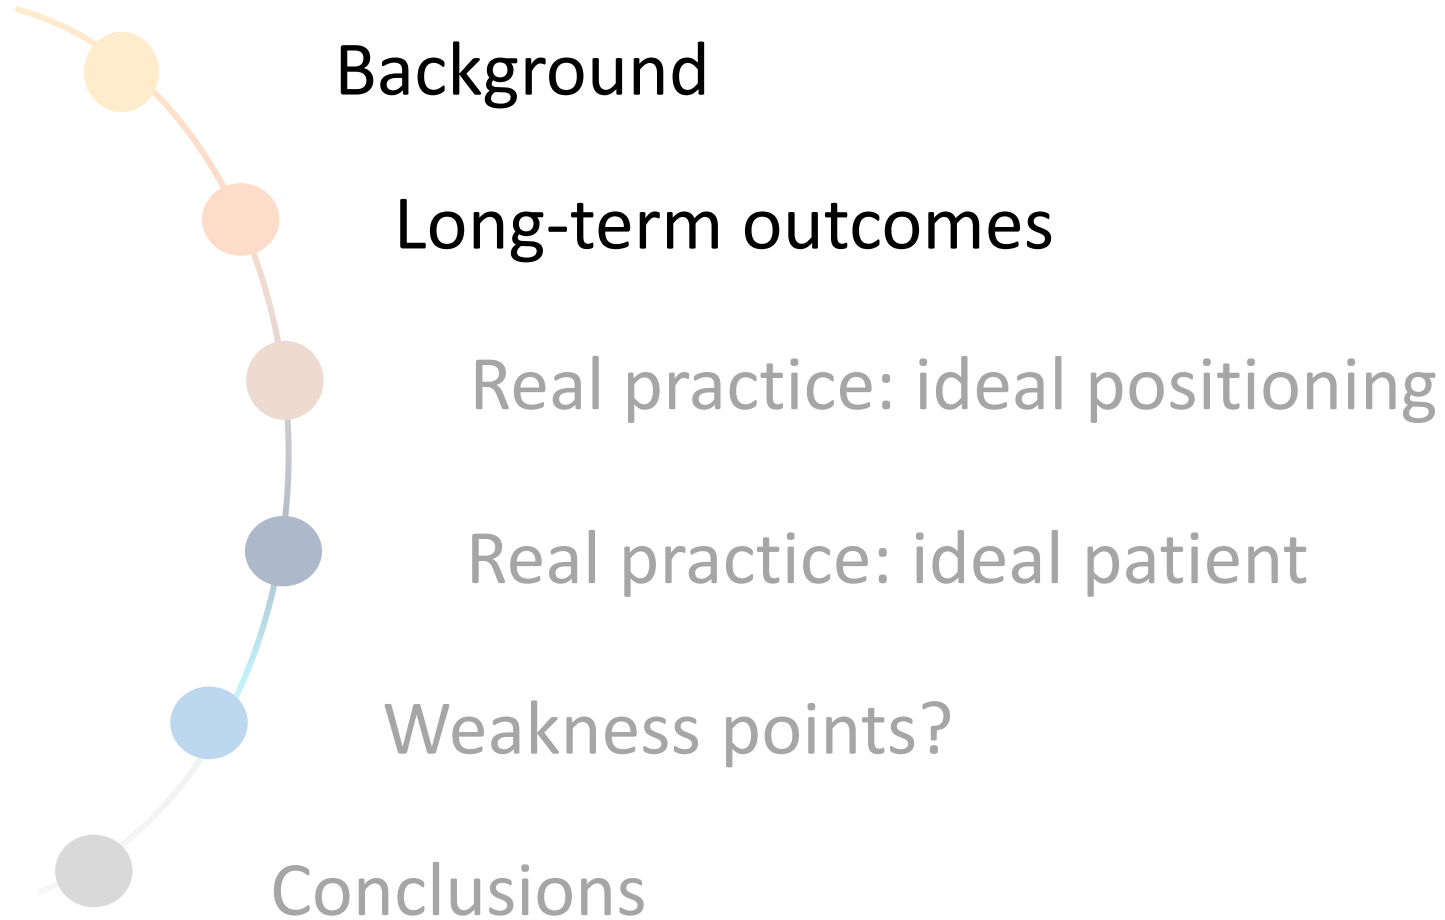 Background
Long-term outcomes
Real practice: ideal positioning
Real practice: ideal patient
Weakness points?
Conclusions